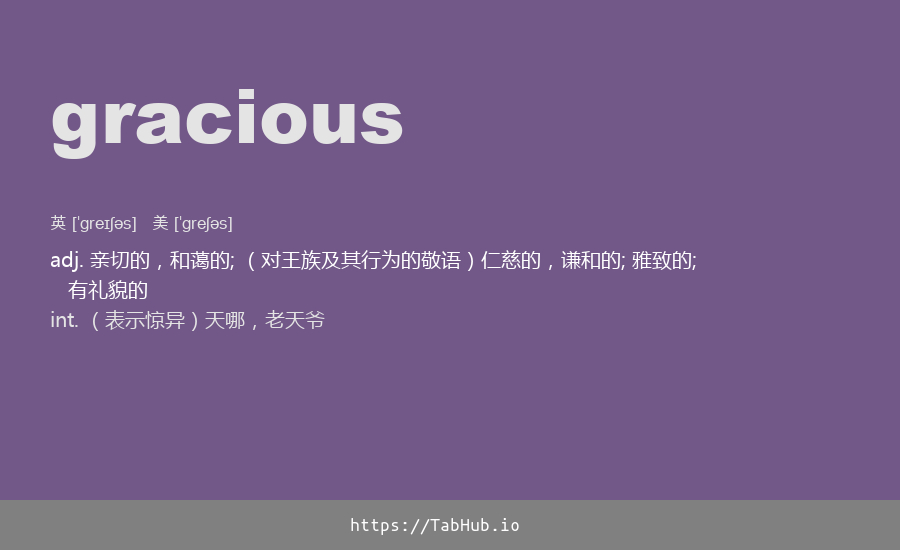 gracious
英 [ˈɡreɪʃəs] 美 [ˈɡreʃəs]
adj. 亲切的，和蔼的; （对王族及其行为的敬语）仁慈的，谦和的; 雅致的;
有礼貌的
int. （表示惊异）天哪，老天爷
https://TabHub.io